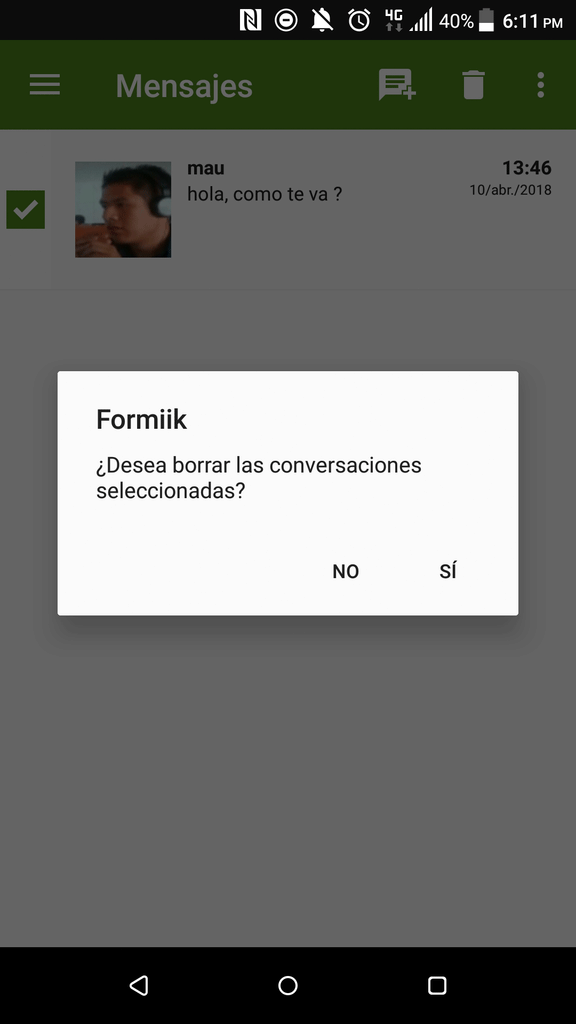 4G 40% 6:11 PM
Mensajes
mau 13:46
hola, como te va ? 10/abr./2018
Formiik
¿Desea borrar las conversaciones
seleccionadas?
NO SÍ